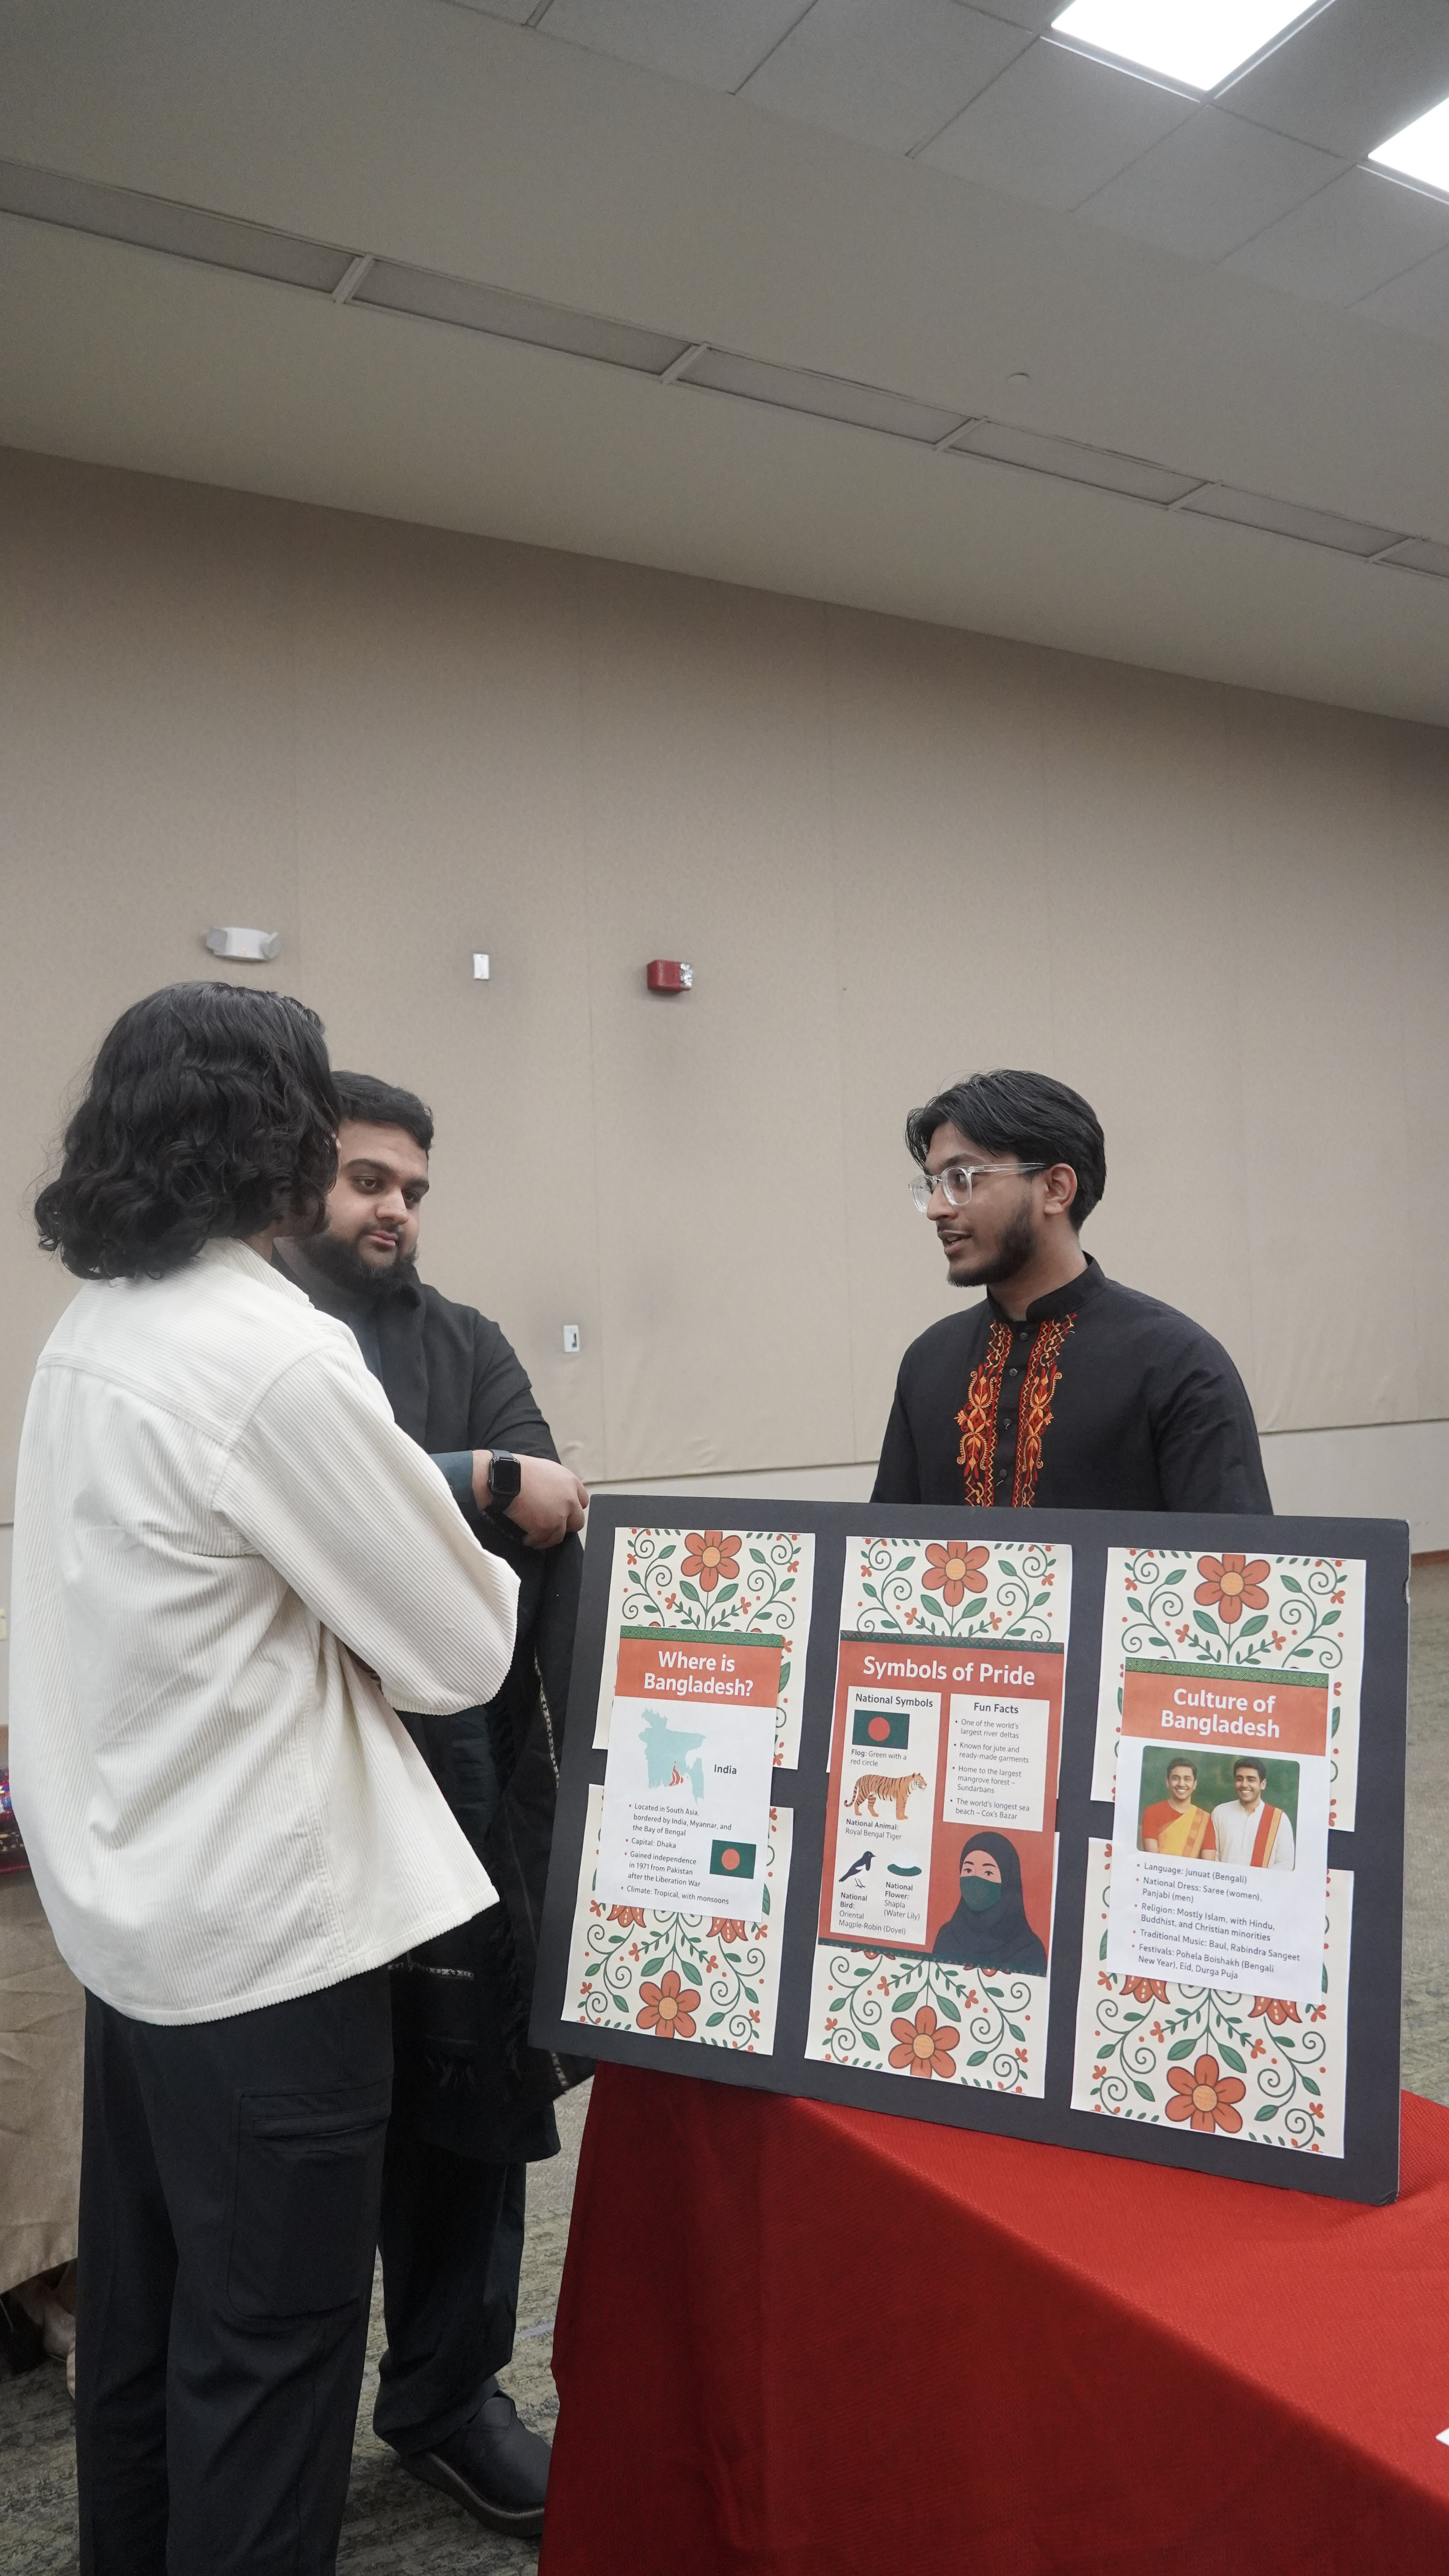 Where is
Bangladesh?
India
• Located in South Asia,
bordered by India, Myannar, and
the Bay of Bengal
• Capital: Dhaka
• Gained independence
in 1971 from Pakistan
after the Liberation War
• Climate: Tropical, with monsoons
Symbols of Pride
National Symbols
Flog: Green with a
red circle
National Animal:
Royal Bengal Tiger
National
Bird:
Oriental
Magple-Robin (Doyel)
National
Flower:
Shapla
(Water Lily)
Fun Facts
• One of the world's
largest river deltas
• Known for jute and
ready-made garments
• Home to the largest
mangrove forest –
Sundarbans
• The world's longest sea
beach – Cox's Bazar
Culture of
Bangladesh
• Language: junuat (Bengali)
• National Dress: Saree (women),
Panjabi (men)
• Religion: Mostly Islam, with Hindu,
Buddhist, and Christian minorities
• Traditional Music: Baul, Rabindra Sangeet
• Festivals: Pohela Boishakh (Bengali
New Year), Eid, Durga Puja